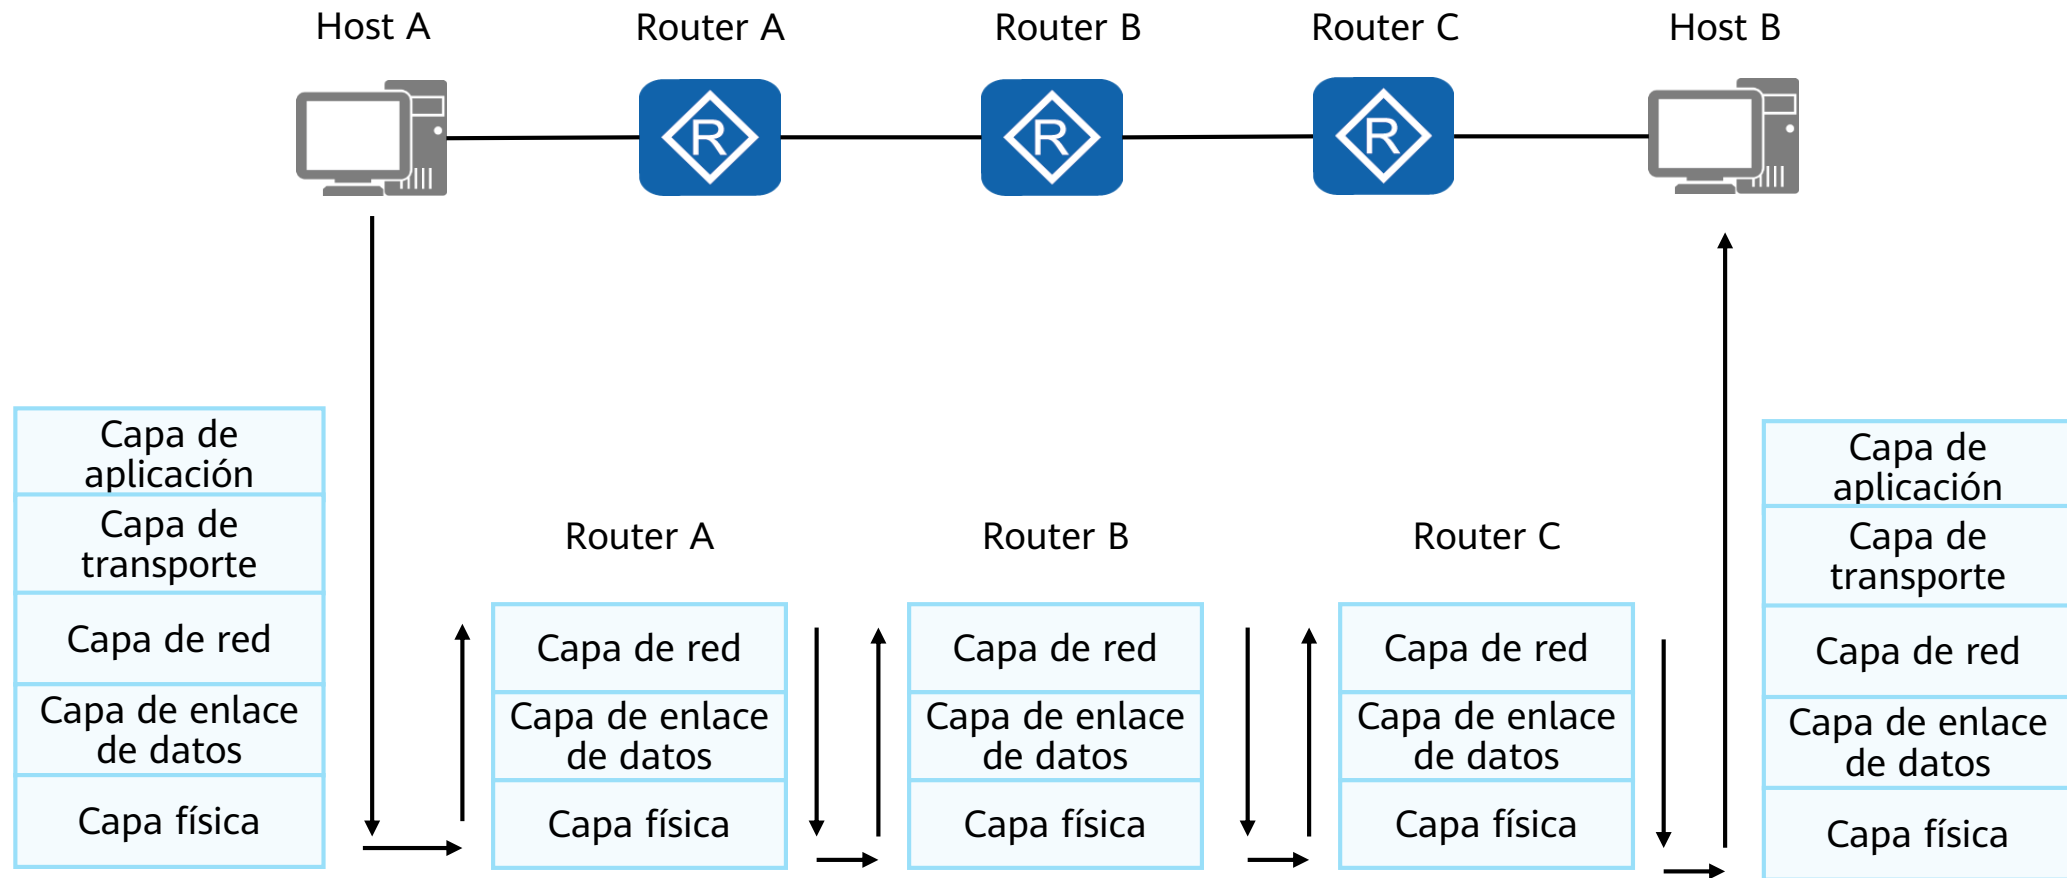 Host A
Router A
Router B
Router C
Host B
R
R
R
Capa de
aplicación
Capa de
transporte
Capa de red
Capa de enlace
de datos
Capa física
Router A
Capa de red
Capa de enlace
de datos
Capa física
Router B
Capa de red
Capa de enlace
de datos
Capa física
Router C
Capa de red
Capa de enlace
de datos
Capa física
Capa de
aplicación
Capa de
transporte
Capa de red
Capa de enlace
de datos
Capa física